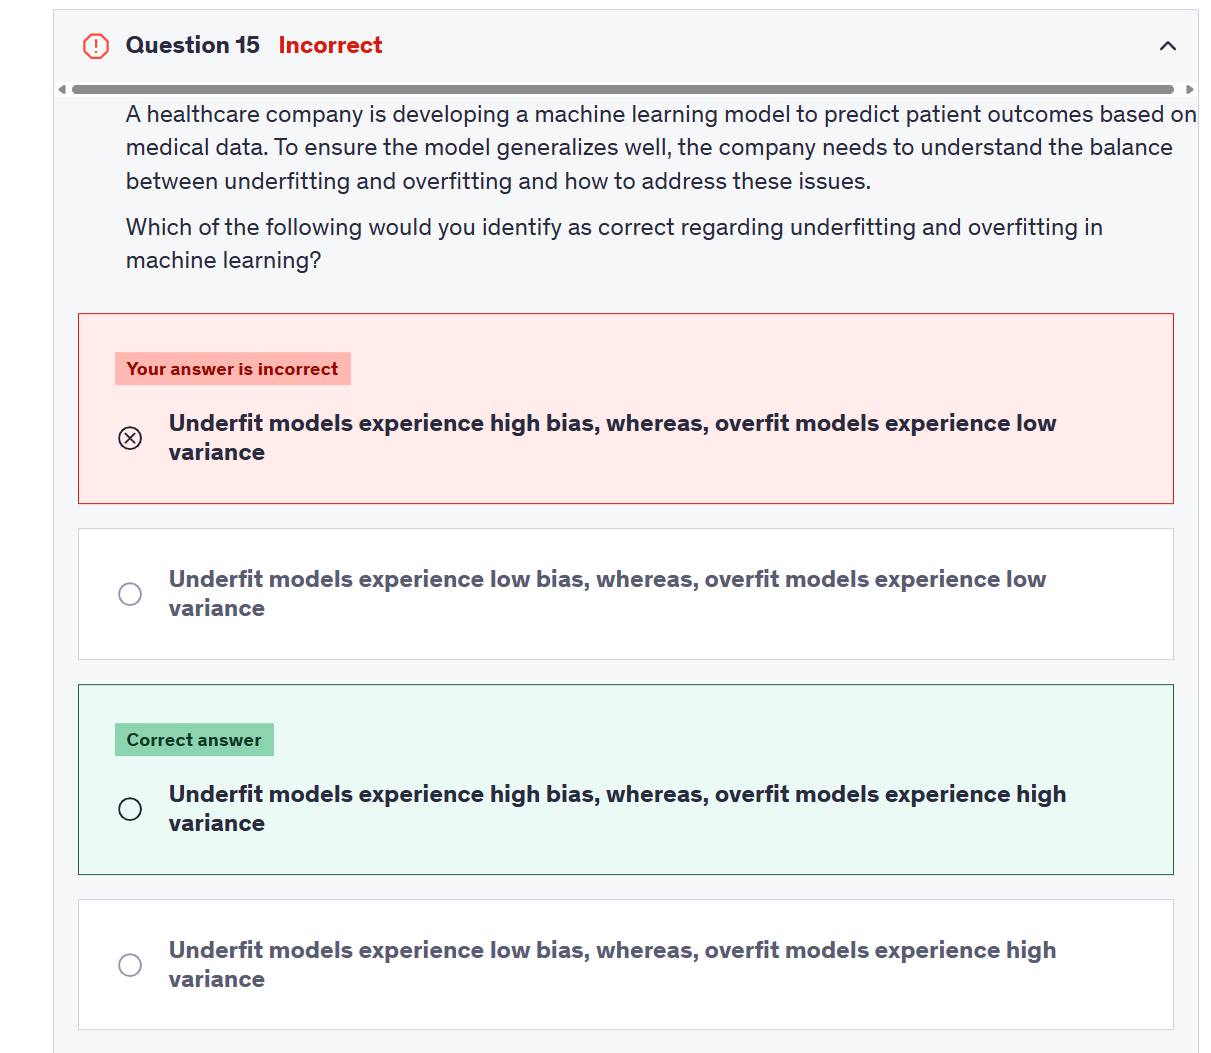 Question 15 Incorrect
A healthcare company is developing a machine learning model to predict patient outcomes based on
medical data. To ensure the model generalizes well, the company needs to understand the balance
between underfitting and overfitting and how to address these issues.
Which of the following would you identify as correct regarding underfitting and overfitting in
machine learning?
Your answer is incorrect
Underfit models experience high bias, whereas, overfit models experience low
variance
Underfit models experience low bias, whereas, overfit models experience low
variance
Correct answer
Underfit models experience high bias, whereas, overfit models experience high
variance
Underfit models experience low bias, whereas, overfit models experience high
variance